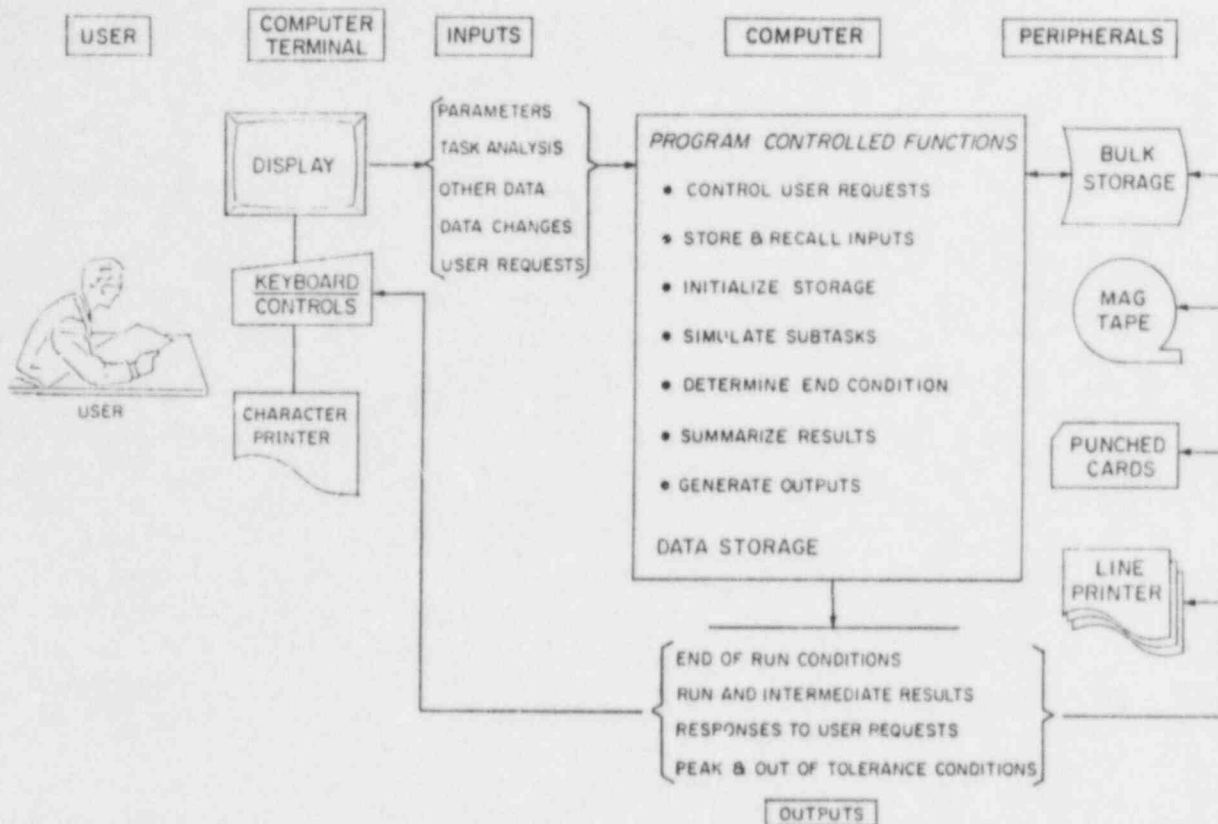 USER
COMPUTER
TERMINAL
INPUTS
COMPUTER
PERIPHERALS
DISPLAY
KEYBOARD
CONTROLS
CHARACTER
PRINTER
USER
PARAMETERS
TASK ANALYSIS
OTHER DATA
DATA CHANGES
USER REQUESTS
PROGRAM CONTROLLED FUNCTIONS
• CONTROL USER REQUESTS
• STORE & RECALL INPUTS
• INITIALIZE STORAGE
• SIMULATE SUBTASKS
• DETERMINE END CONDITION
• SUMMARIZE RESULTS
• GENERATE OUTPUTS
DATA STORAGE
BULK
STORAGE
MAG
TAPE
PUNCHED
CARDS
LINE
PRINTER
END OF RUN CONDITIONS
RUN AND INTERMEDIATE RESULTS
RESPONSES TO USER REQUESTS
PEAK & OUT OF TOLERANCE CONDITIONS
OUTPUTS